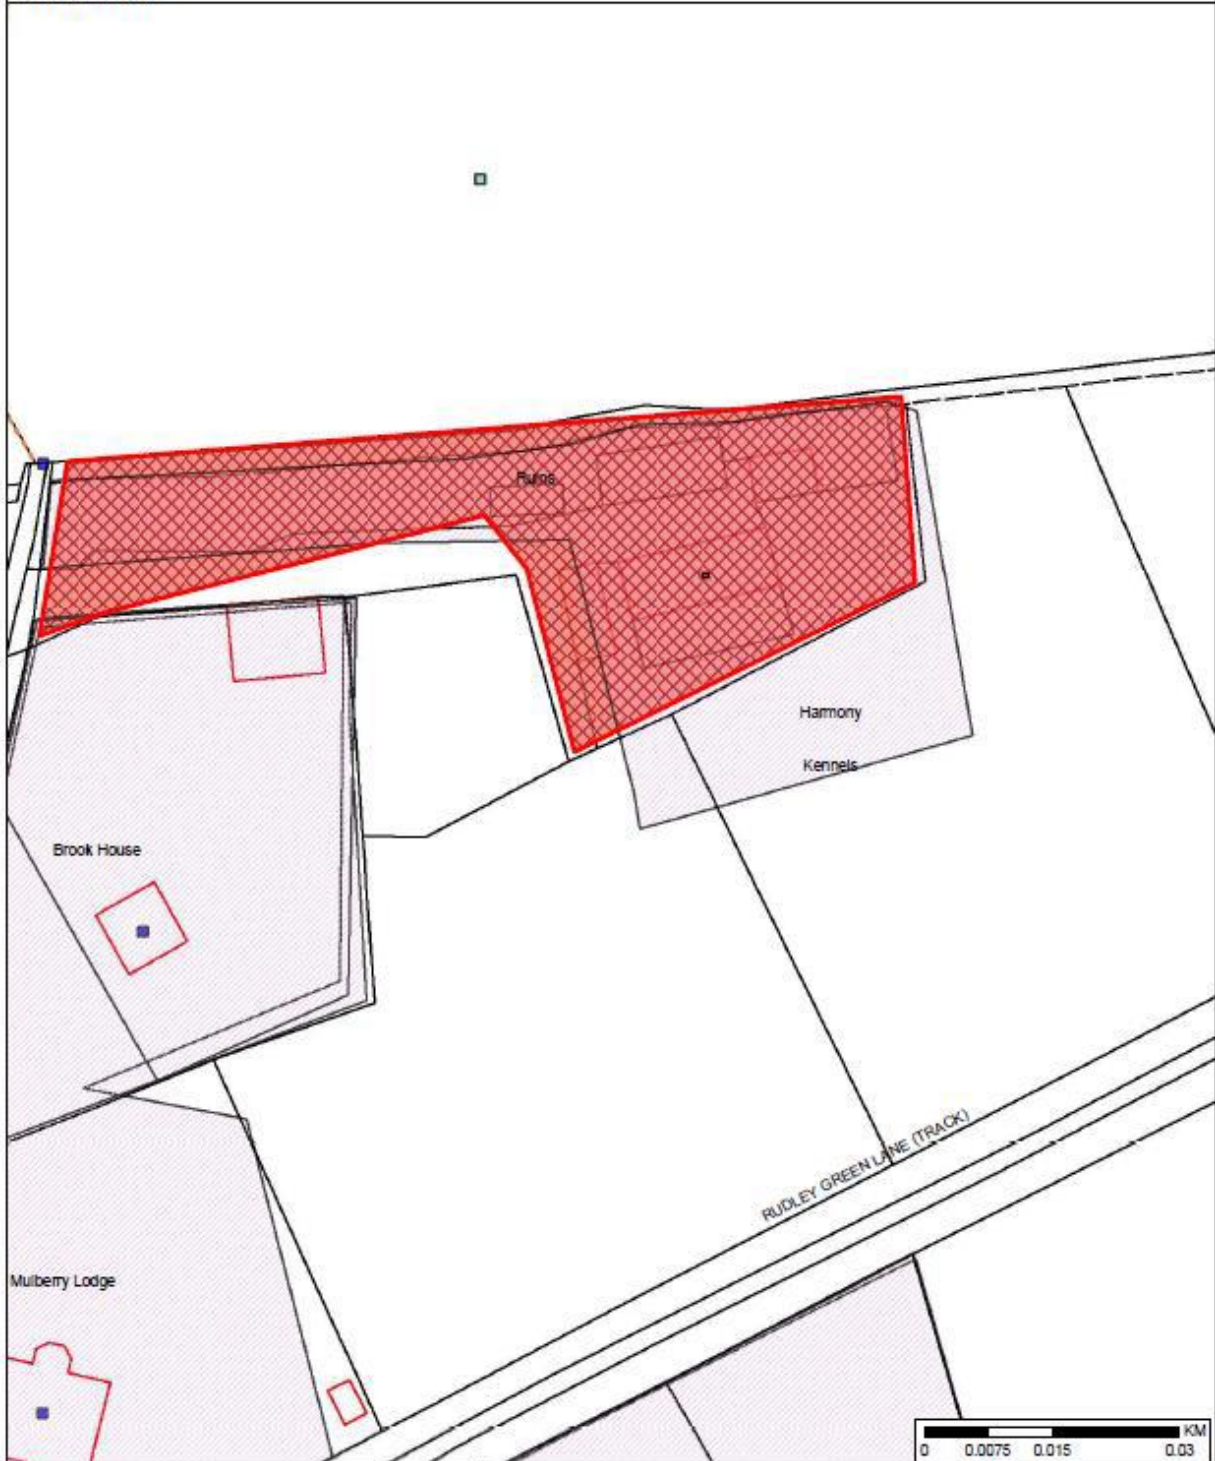 Ruins
Harmony
Kennels
Brook House
RUDLEY GREEN LANE (TRACK)
Mulberry Lodge
KM
0 0.0075 0.015 0.03